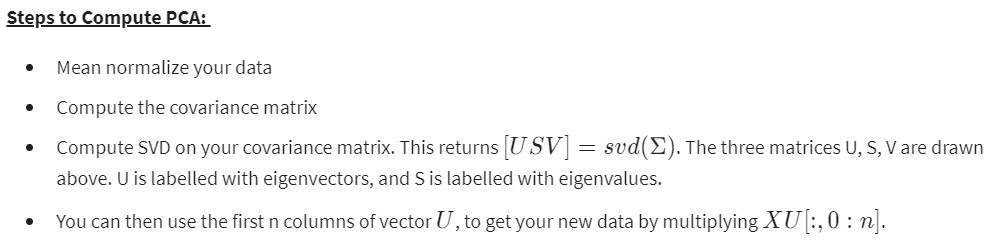 Steps to Compute PCA:
• Mean normalize your data
• Compute the covariance matrix
• Compute SVD on your covariance matrix. This returns [USV] = svd(Σ). The three matrices U, S, V are drawn
above. U is labelled with eigenvectors, and S is labelled with eigenvalues.
• You can then use the first n columns of vector U, to get your new data by multiplying XU[:, 0 : n].